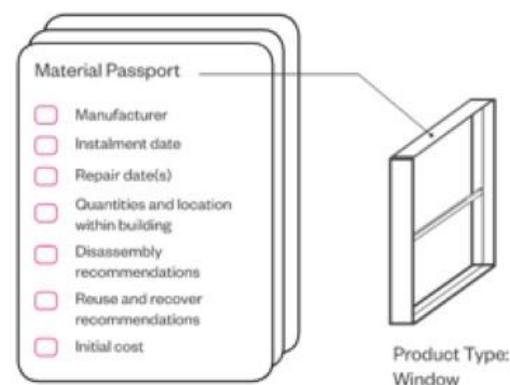 Material Passport
Manufacturer
Instalment date
Repair date(s)
Quantities and location
within building
Disassembly
recommendations
Reuse and recover
recommendations
Initial cost
Product Type:
Window